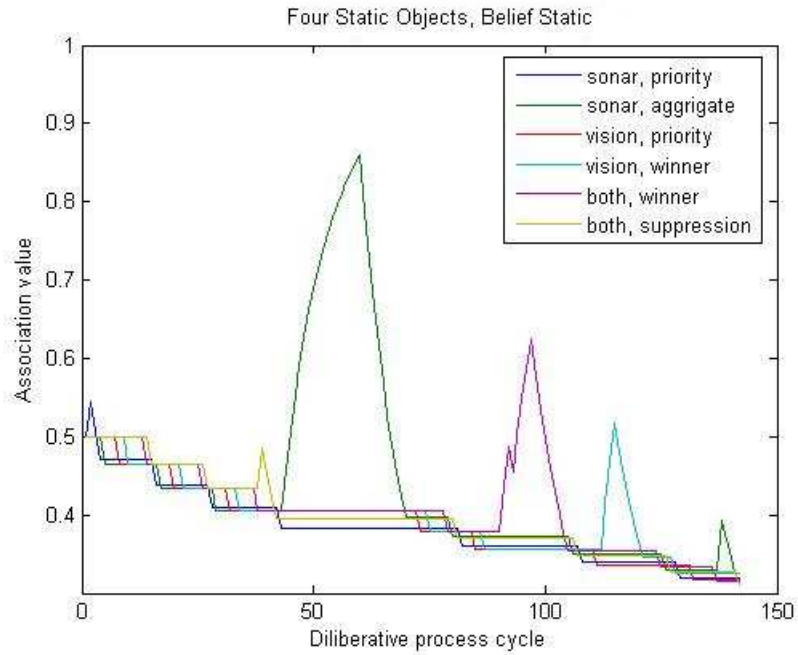 Four Static Objects, Belief Static
1
0.9
0.8
0.7
0.6
0.5
0.4
Association value
sonar, priority
sonar, aggrigate
vision, priority
vision, winner
both, winner
both, suppression
0
50
100
150
Diliberative process cycle